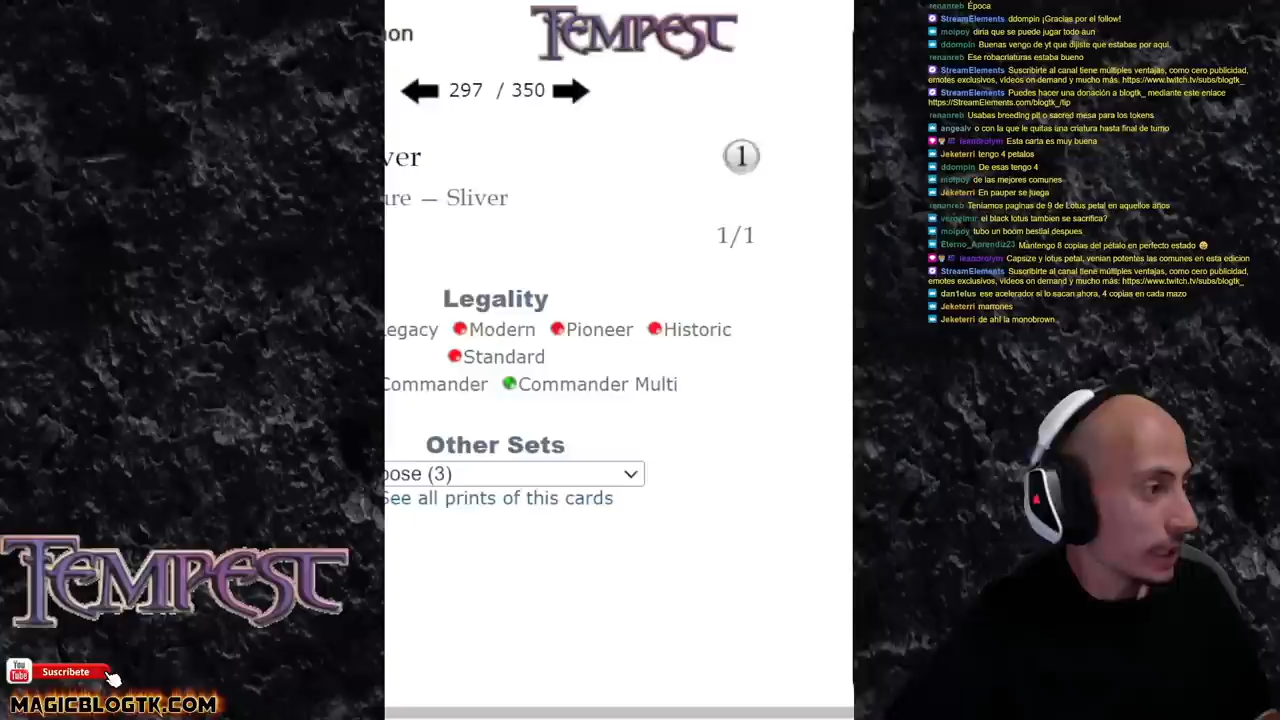 non
TEMPEST
297 / 350
ver
1
ure — Sliver
1/1
Legality
Legacy Modern Pioneer Historic
Standard
Commander Commander Multi
Other Sets
oose (3)
See all prints of this cards
TEMPEST
You Tube Suscríbete
MAGICBLOGTK.COM
renanreb Época
StreamElements ddompin ¡Gracias por el follow!
moipoy diria que se puede jugar todo aun
ddompin Buenas vengo de yt que dijiste que estabas por aqui.
renanreb Ese robacriaturas estaba bueno
StreamElements Suscribirte al canal tiene múltiples ventajas, como cero publicidad,
emotes exclusivos, videos on demand y mucho más: https://www.twitch.tv/subs/blogtk_
StreamElements Puedes hacer una donación a blogtk_ mediante este enlace
https://StreamElements.com/blogtk_/tip
renanreb Usabas breeding pit o sacred mesa para los tokens
angealv o con la que le quitas una criatura hasta final de turno
leandrolym Esta carta es muy buena
Jeketerri tengo 4 petalos
ddompin De esas tengo 4
moipoy de las mejores comunes
Jeketerri En pauper se juega
renanreb Teníamos paginas de 9 de Lotus petal en aquellos años
vergelmir el black lotus tambien se sacrifica?
moipoy tubo un boom bestial despues
Eterno_Aprendiz23 Mantengo 8 copias del pétalo en perfecto estado
leandrolym Capsize y lotus petal, venian potentes las comunes en esta edicion
StreamElements Suscribirte al canal tiene múltiples ventajas, como cero publicidad,
emotes exclusivos, videos on demand y mucho más: https://www.twitch.tv/subs/blogtk_
dan1elus ese acelerador si lo sacan ahora, 4 copias en cada mazo
Jeketerri marrones
Jeketerri de ahí la monobrown